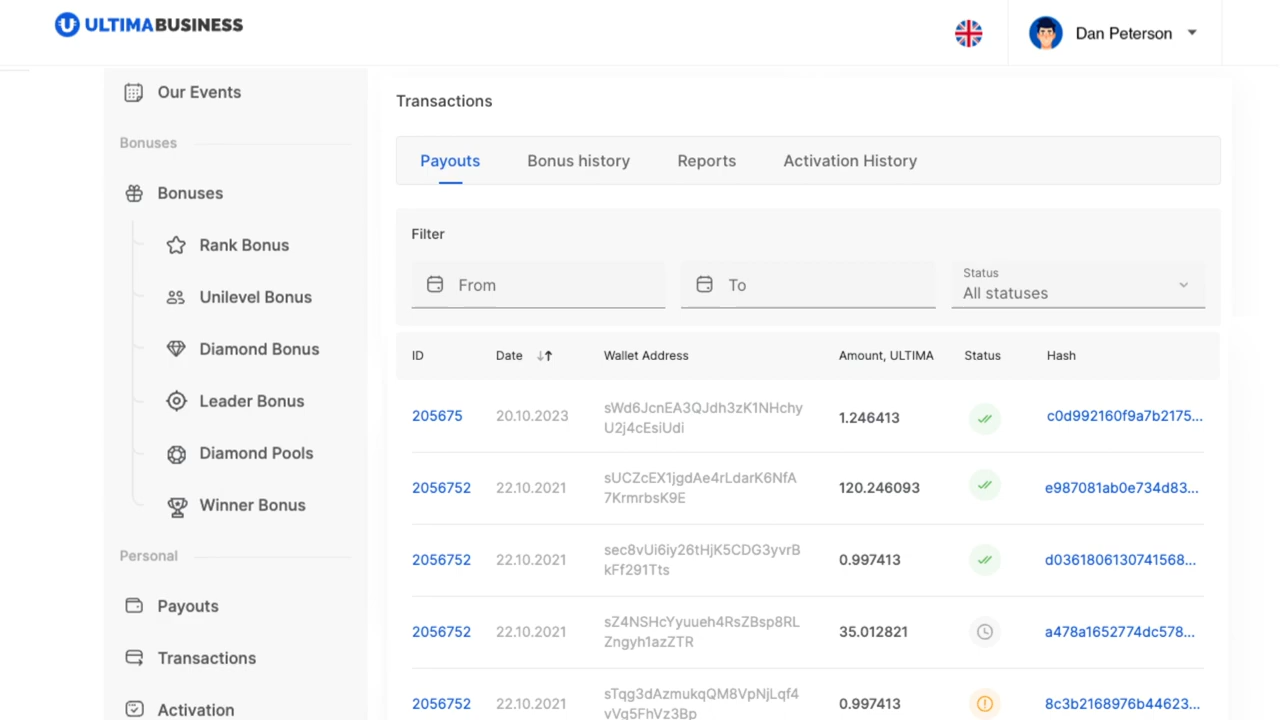 ULTIMABUSINESS
Dan Peterson
Our Events
Bonuses
Bonuses
Rank Bonus
Unilevel Bonus
Diamond Bonus
Leader Bonus
Diamond Pools
Winner Bonus
Personal
Payouts
Transactions
Activation
Transactions
Payouts Bonus history Reports Activation History
Filter
From To Status
All statuses
ID Date Wallet Address Amount, ULTIMA Status Hash
205675 20.10.2023 sWd6JcnEA3QJdh3zK1NHchy 1.246413 c0d992160f9a7b2175...
U2j4cEsiUdi
2056752 22.10.2021 sUCZcEX1jgdAe4rLdarK6NfA 120.246093 e987081ab0e734d83...
7KrmrbsK9E
2056752 22.10.2021 sec8vUi6iy26tHjK5CDG3yvrB 0.997413 d0361806130741568...
kFf291Tts
2056752 22.10.2021 sZ4NSHcYyuueh4RsZBsp8RL 35.012821 a478a1652774dc578...
Zngyh1azZTR
2056752 22.10.2021 sTqg3dAzmukqQM8VpNjLqf4 0.997413 8c3b2168976b44623...
vVg5FhVz3Bp